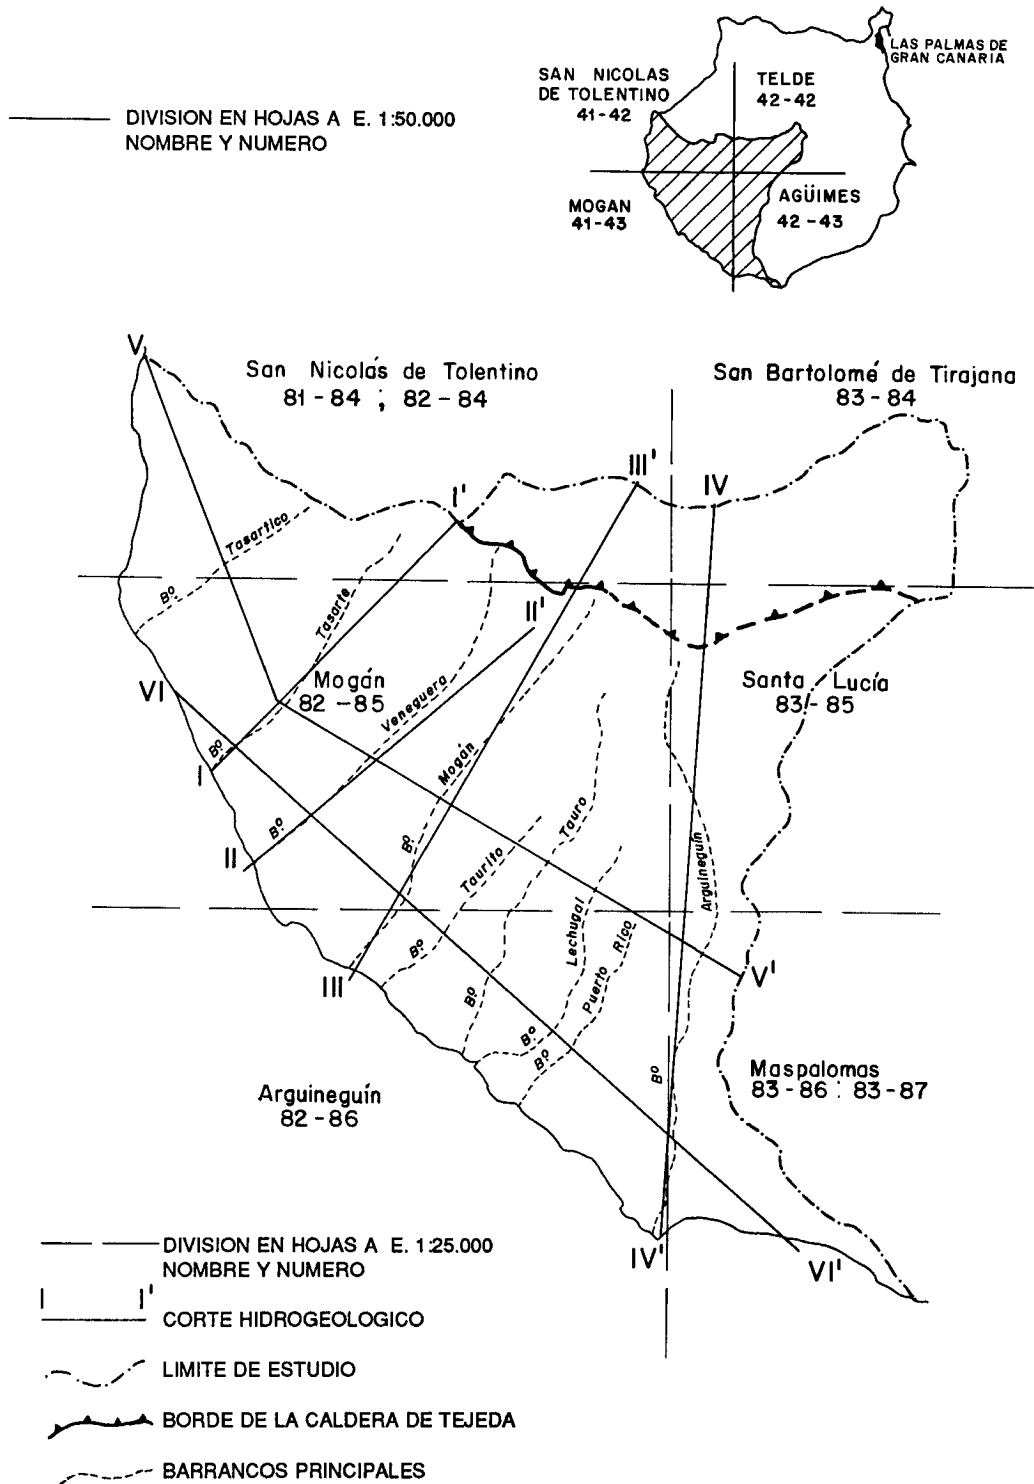 LAS PALMAS DE
GRAN CANARIA
SAN NICOLAS
DE TOLENTINO
41-42
TELDE
42-42
DIVISION EN HOJAS A E. 1:50.000
NOMBRE Y NUMERO
MOGAN
41-43
AGÜIMES
42-43
V
San Nicolás de Tolentino
81-84 ; 82-84
San Bartolomé de Tirajana
83-84
III'
IV
I'
Tasartico
Bº
Tasarte
II'
VI
Mogán
82-85
Veneguera
Santa Lucía
83-85
Bº
I
Mogán
Bº
II
Bº
Tauro
Taurito
Arguineguín
Lechugal
Bº
Rico
Puerto
III
V'
Bº
Bº
Bº
Bº
Maspalomas
83-86 : 83-87
Arguineguín
82-86
IV'
VI'
DIVISION EN HOJAS A E. 1:25.000
NOMBRE Y NUMERO
I I'
CORTE HIDROGEOLOGICO
LIMITE DE ESTUDIO
BORDE DE LA CALDERA DE TEJEDA
BARRANCOS PRINCIPALES